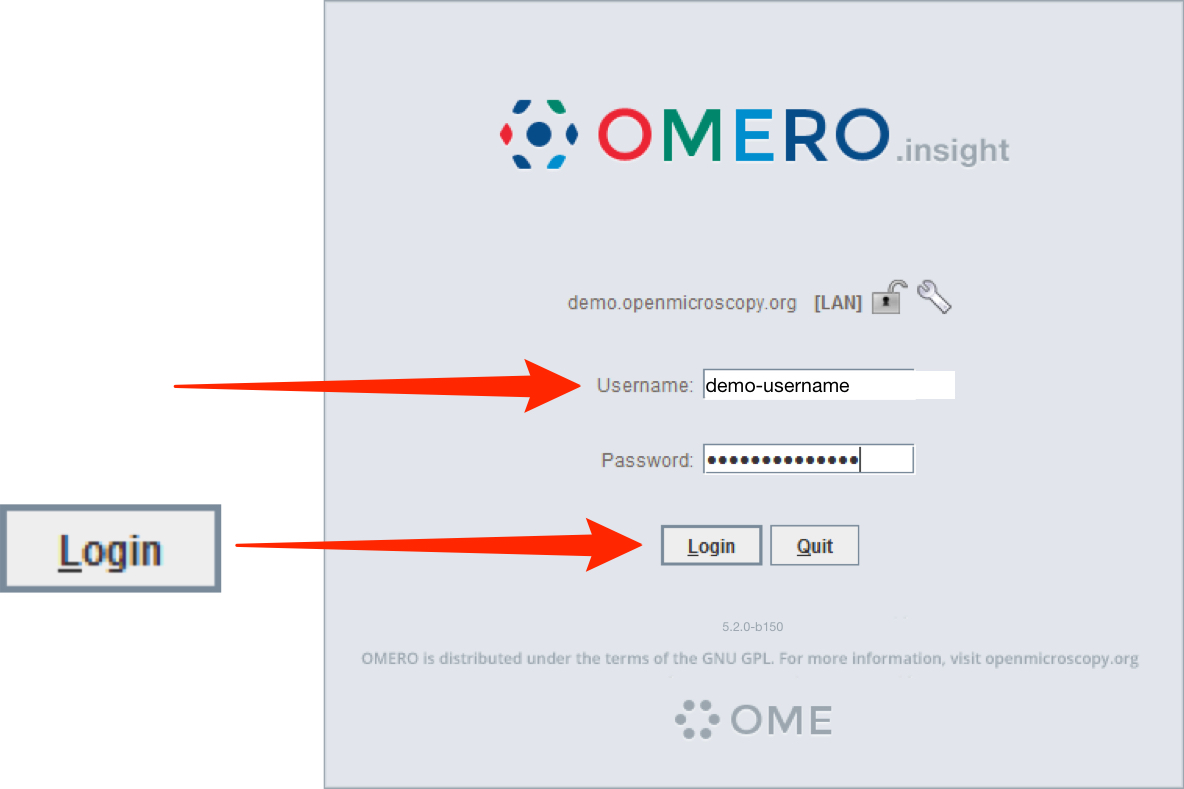 OMERO.insight
demo.openmicroscopy.org [LAN]
Username: demo-username
Password: ••••••••••••••
Login
Login Quit
5.2.0-b150
OMERO is distributed under the terms of the GNU GPL. For more information, visit openmicroscopy.org
OME